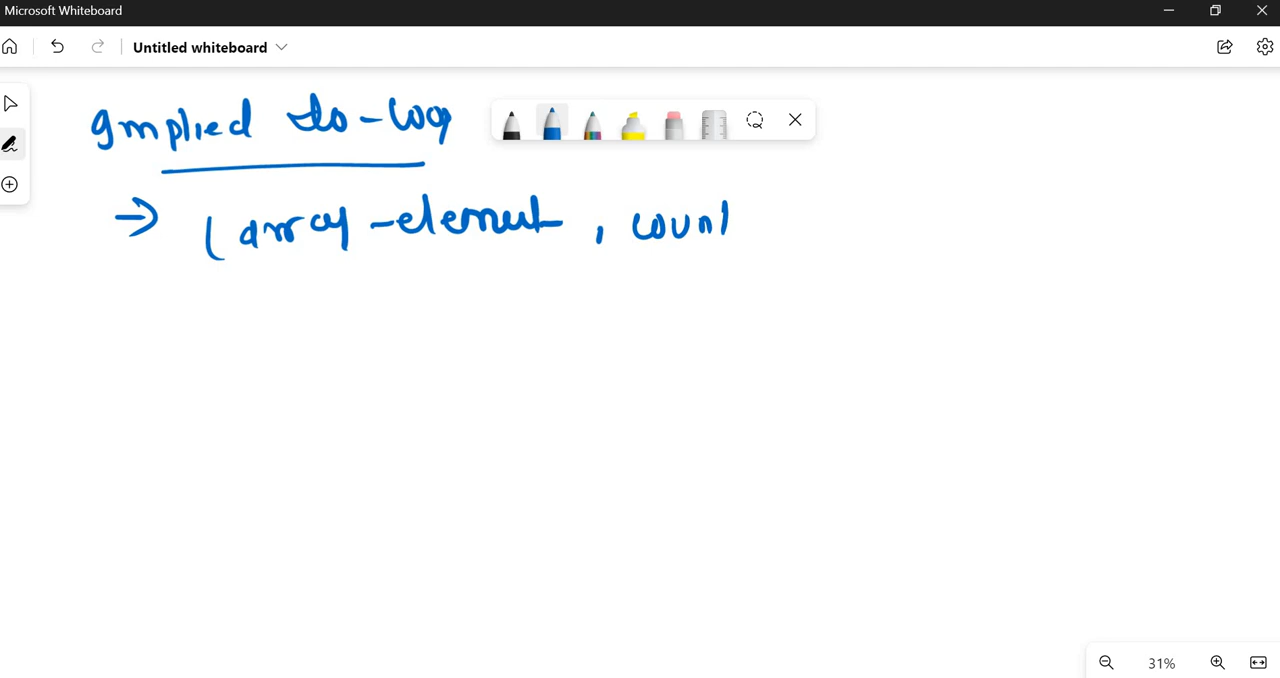 Microsoft Whiteboard
Untitled whiteboard
Implied do-loop
→ (array-element, count
31%